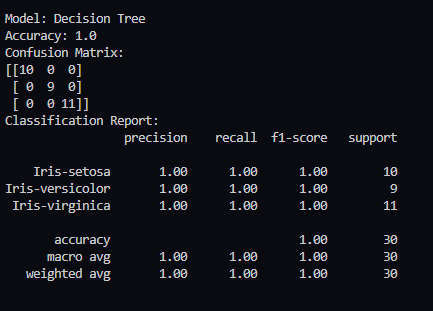 Model: Decision Tree
Accuracy: 1.0
Confusion Matrix:
[[10  0  0]
 [ 0  9  0]
 [ 0  0 11]]
Classification Report:
                 precision    recall  f1-score   support

    Iris-setosa       1.00      1.00      1.00        10
Iris-versicolor       1.00      1.00      1.00         9
 Iris-virginica       1.00      1.00      1.00        11

       accuracy                           1.00        30
      macro avg       1.00      1.00      1.00        30
   weighted avg       1.00      1.00      1.00        30